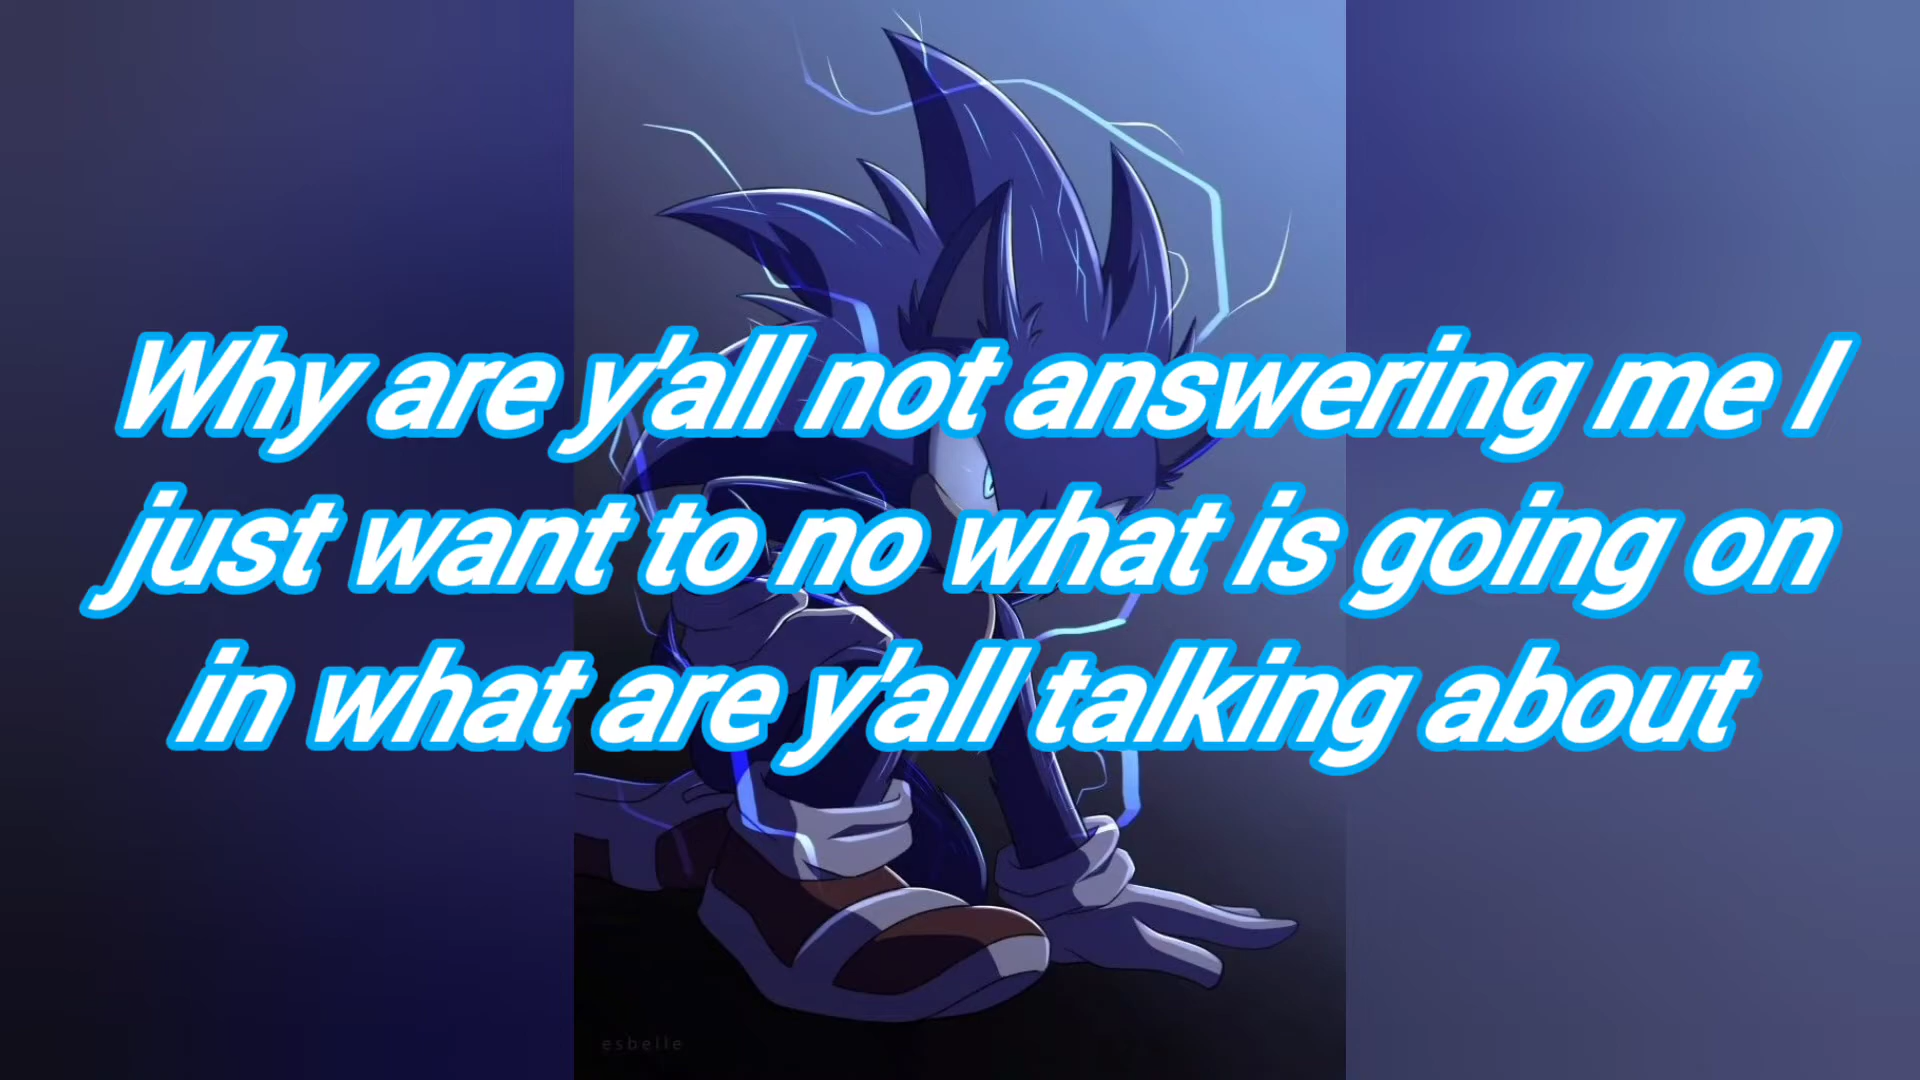 Why are y'all not answering me I
just want to no what is going on
in what are y'all talking about
esbelle